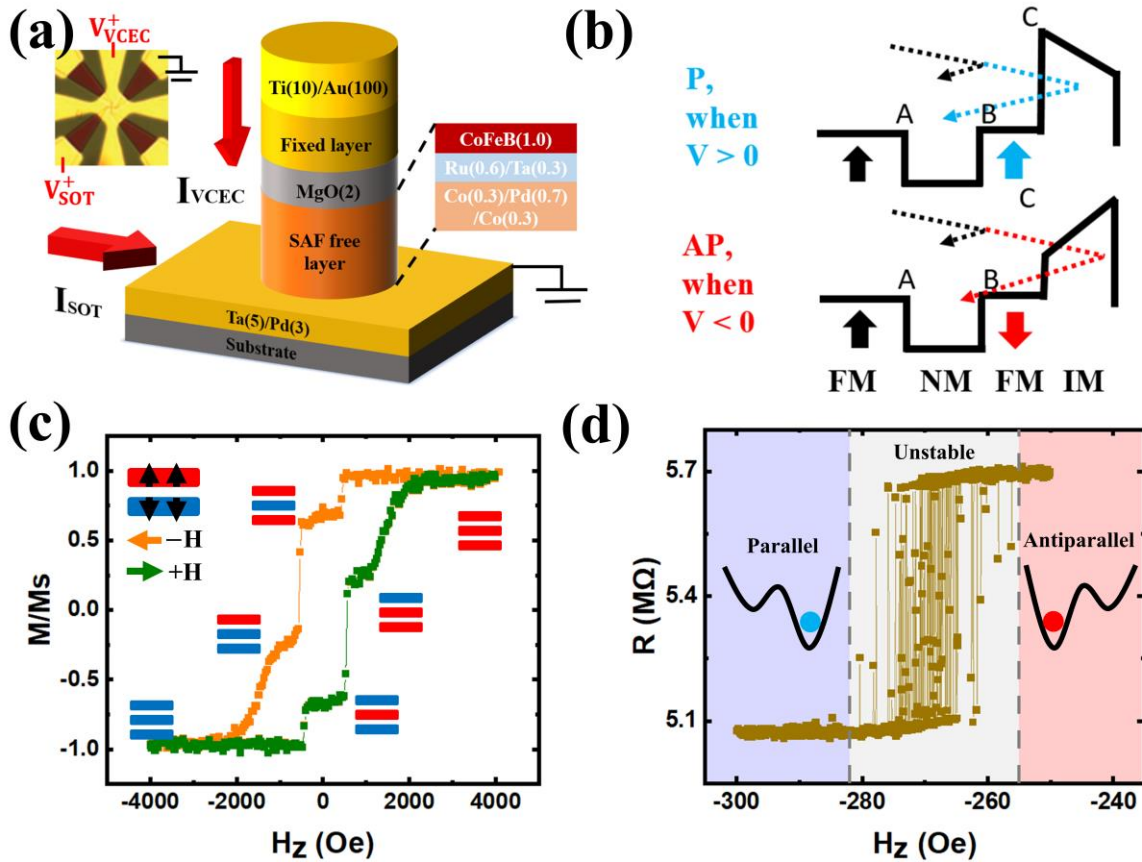 (a)
V+VCEC
V+SOT
ISOT
IVCEC
Ti(10)/Au(100)
Fixed layer
MgO(2)
SAF free
layer
Ta(5)/Pd(3)
Substrate
CoFeB(1.0)
Ru(0.6)/Ta(0.3)
Co(0.3)/Pd(0.7)
/Co(0.3)
(b)
P,
when
V > 0
A
B
C
AP,
when
V < 0
A
B
C
FM
NM
FM
IM
(c)
M/Ms
1.0
0.5
0.0
-0.5
-1.0
−H
+H
-4000
-2000
0
2000
4000
Hz (Oe)
(d)
R (MΩ)
5.7
5.4
5.1
Parallel
Unstable
Antiparallel
-300
-280
-260
-240
Hz (Oe)